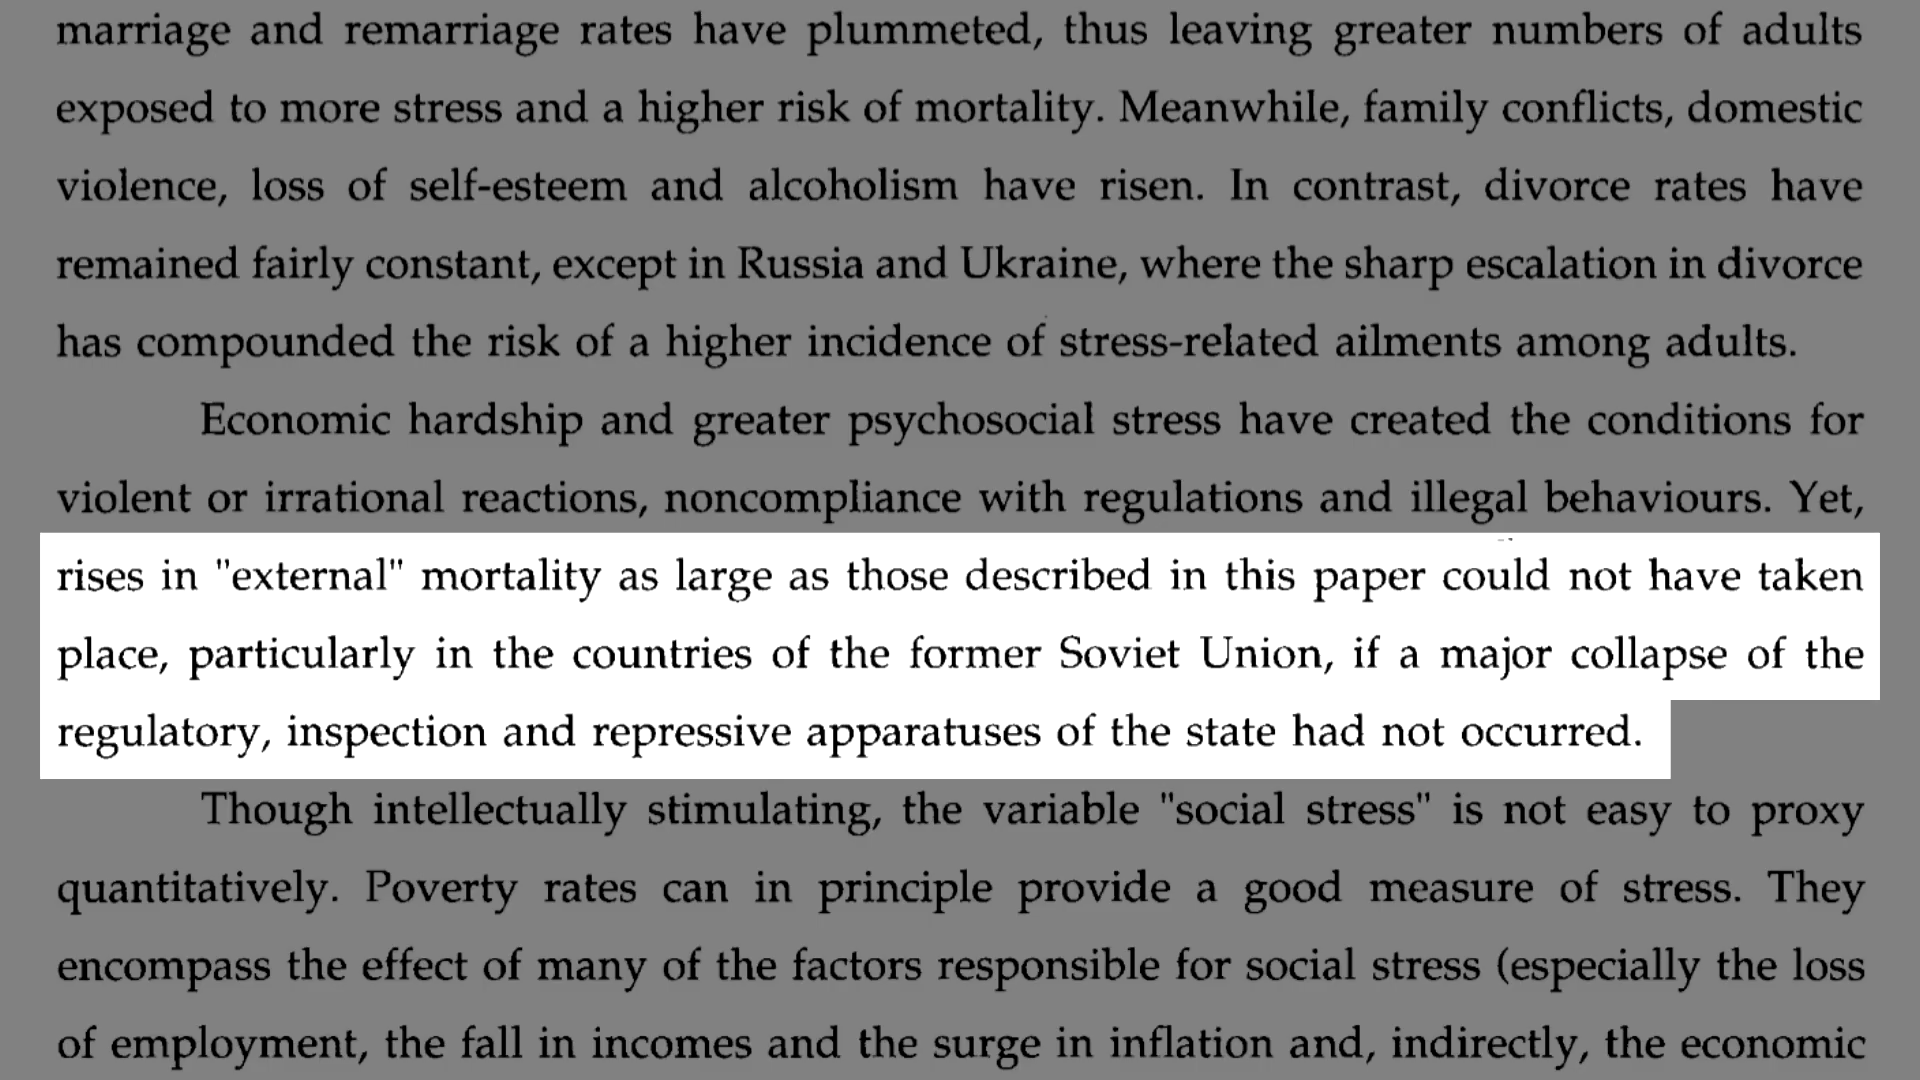 marriage and remarriage rates have plummeted, thus leaving greater numbers of adults
exposed to more stress and a higher risk of mortality. Meanwhile, family conflicts, domestic
violence, loss of self-esteem and alcoholism have risen. In contrast, divorce rates have
remained fairly constant, except in Russia and Ukraine, where the sharp escalation in divorce
has compounded the risk of a higher incidence of stress-related ailments among adults.
Economic hardship and greater psychosocial stress have created the conditions for
violent or irrational reactions, noncompliance with regulations and illegal behaviours. Yet,
rises in "external" mortality as large as those described in this paper could not have taken
place, particularly in the countries of the former Soviet Union, if a major collapse of the
regulatory, inspection and repressive apparatuses of the state had not occurred.
Though intellectually stimulating, the variable "social stress" is not easy to proxy
quantitatively. Poverty rates can in principle provide a good measure of stress. They
encompass the effect of many of the factors responsible for social stress (especially the loss
of employment, the fall in incomes and the surge in inflation and, indirectly, the economic